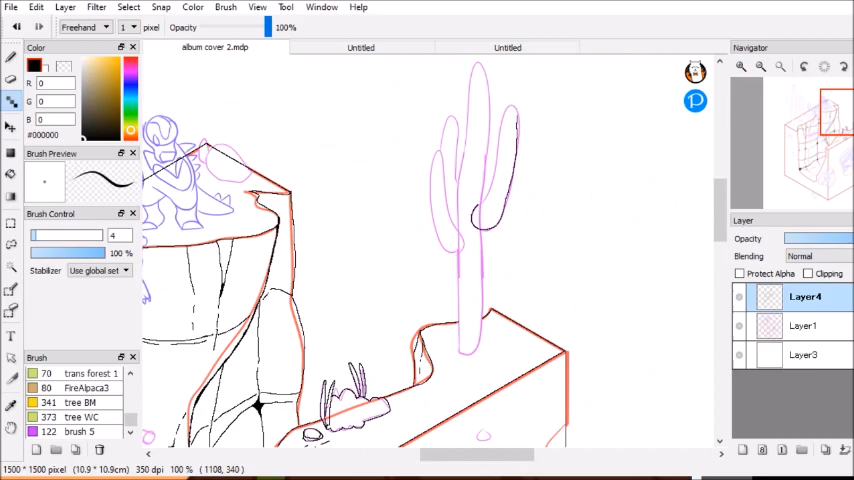 File Edit Layer Filter Select Snap Color Brush View Tool Window Help
Freehand 1 pixel Opacity 100%
Color
album cover 2.mdp Untitled Untitled
Navigator
R 0
G 0
B 0
#000000
Brush Preview
Brush Control
4
100 %
Stabilizer Use global set
Layer
Opacity
Blending Normal
Protect Alpha Clipping
Layer4
Layer1
Layer3
Brush
70 trans forest 1
80 FireAlpaca3
341 tree BM
373 tree WC
122 brush 5
1500 * 1500 pixel (10.9 * 10.9cm) 350 dpi 100 % ( 1108, 340 )